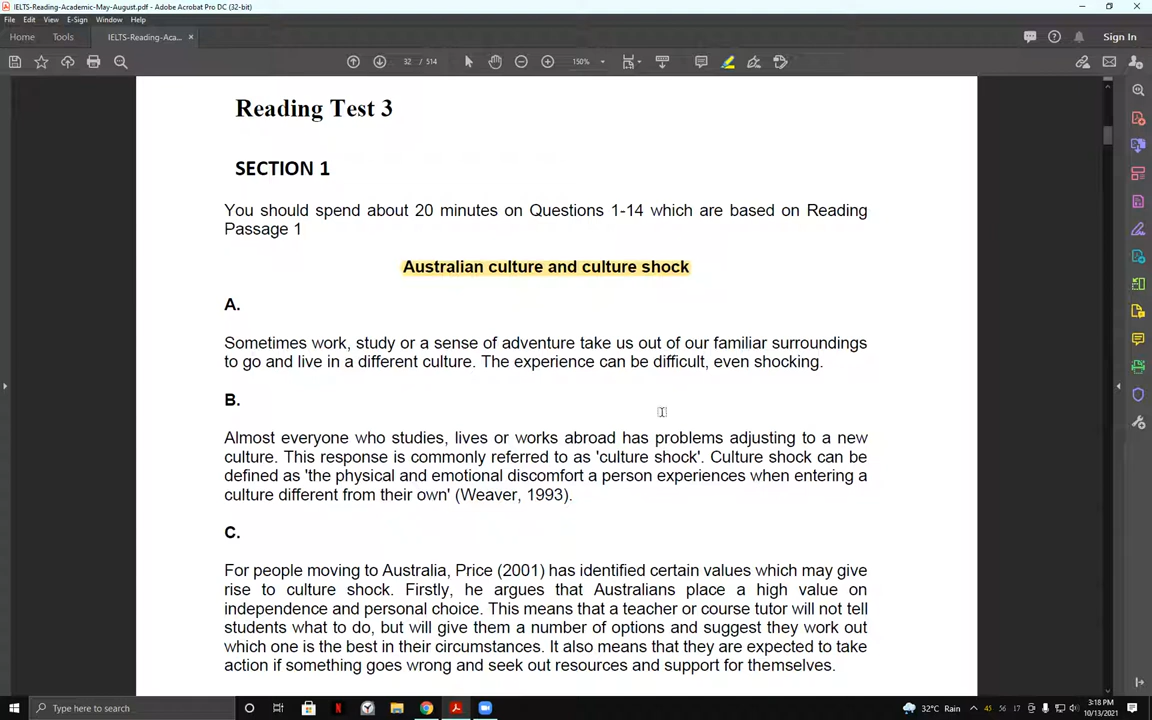 IELTS-Reading-Academic-May-August.pdf - Adobe Acrobat Pro DC (32-bit)
File Edit View E-Sign Window Help
Home Tools IELTS-Reading-Aca... × Sign In
32 / 514 150%
Reading Test 3
SECTION 1
You should spend about 20 minutes on Questions 1-14 which are based on Reading
Passage 1
Australian culture and culture shock
A.
Sometimes work, study or a sense of adventure take us out of our familiar surroundings
to go and live in a different culture. The experience can be difficult, even shocking.
B.
Almost everyone who studies, lives or works abroad has problems adjusting to a new
culture. This response is commonly referred to as 'culture shock'. Culture shock can be
defined as 'the physical and emotional discomfort a person experiences when entering a
culture different from their own' (Weaver, 1993).
C.
For people moving to Australia, Price (2001) has identified certain values which may give
rise to culture shock. Firstly, he argues that Australians place a high value on
independence and personal choice. This means that a teacher or course tutor will not tell
students what to do, but will give them a number of options and suggest they work out
which one is the best in their circumstances. It also means that they are expected to take
action if something goes wrong and seek out resources and support for themselves.
Type here to search
32°C Rain 45 56 17 3:18 PM
10/13/2021